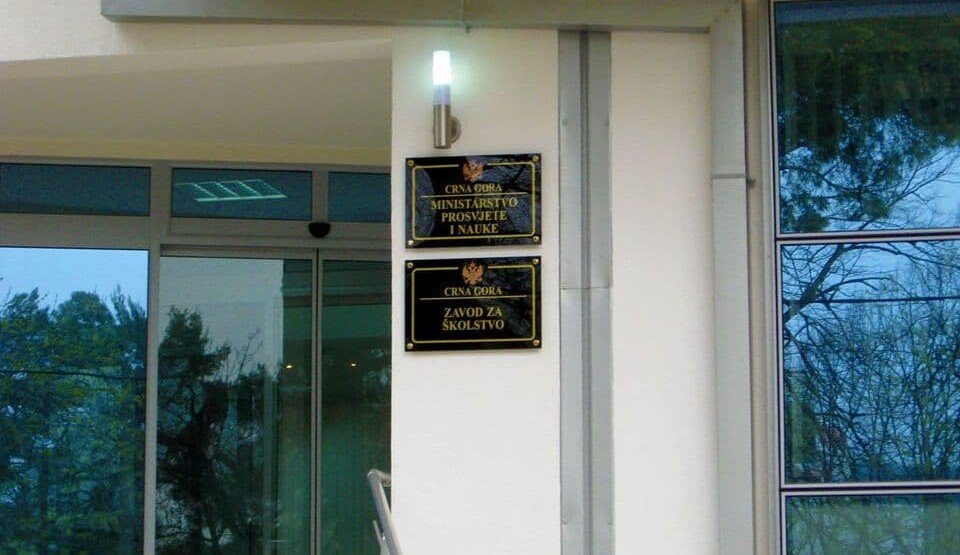 CRNA GORA
MINISTARSTVO
PROSVJETE
I NAUKE
CRNA GORA
ZAVOD ZA
ŠKOLSTVO